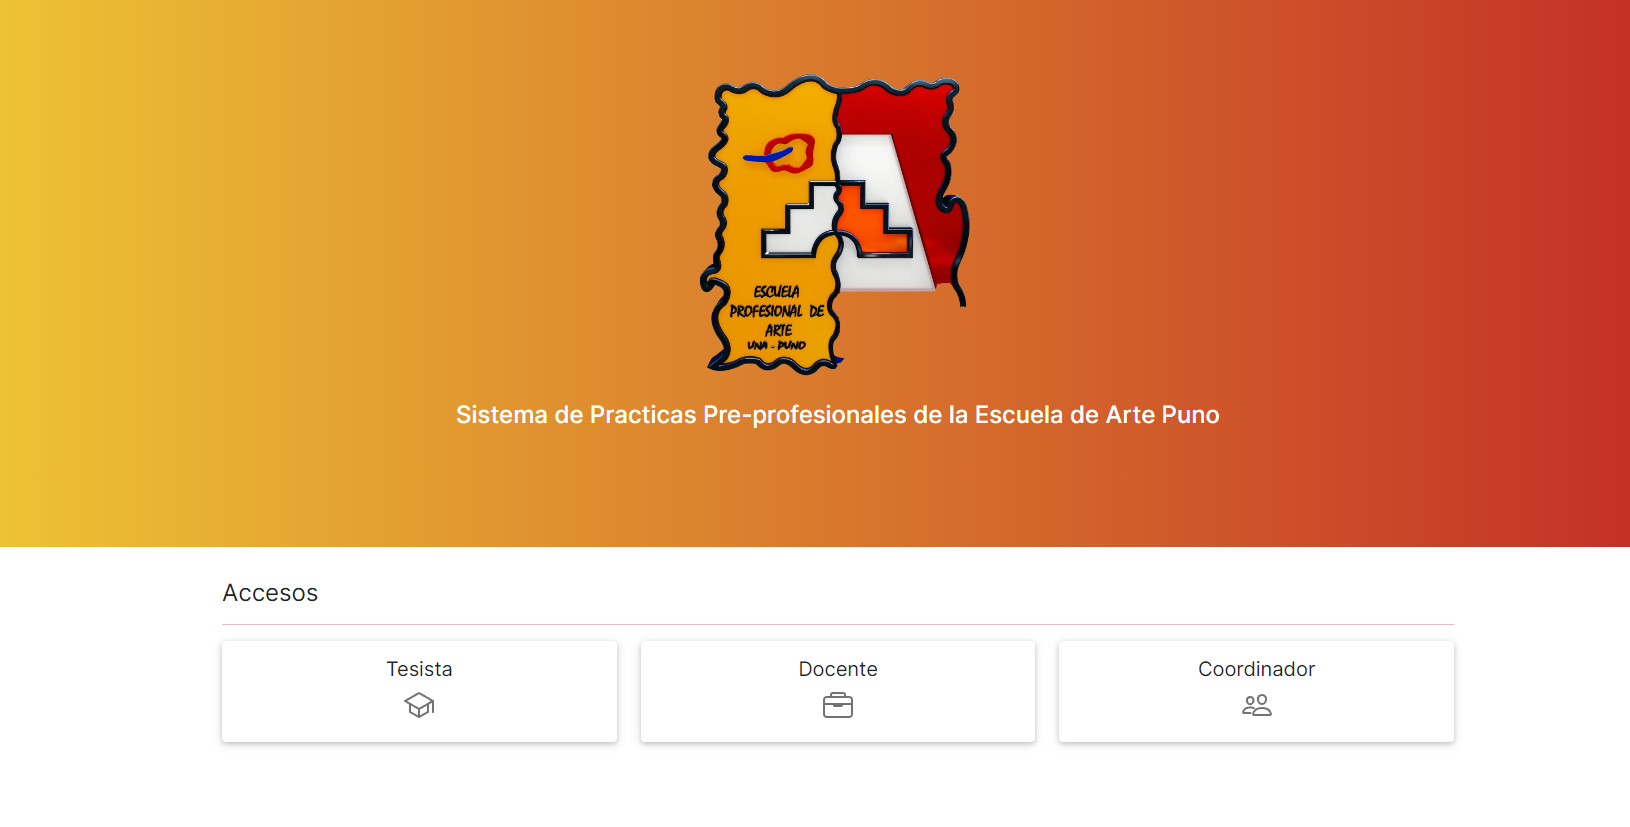 ESCUELA
PROFESIONAL DE
ARTE
UNA - PUNO
Sistema de Practicas Pre-profesionales de la Escuela de Arte Puno
Accesos
Tesista
Docente
Coordinador